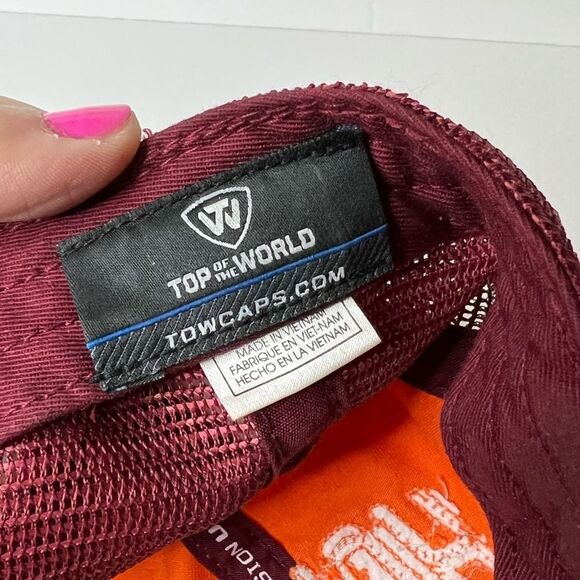 TOP OF THE WORLD
TOWCAPS.COM
MADE IN VIETNAM
FABRIQUE EN VIET-NAM
HECHO EN LA VIETNAM